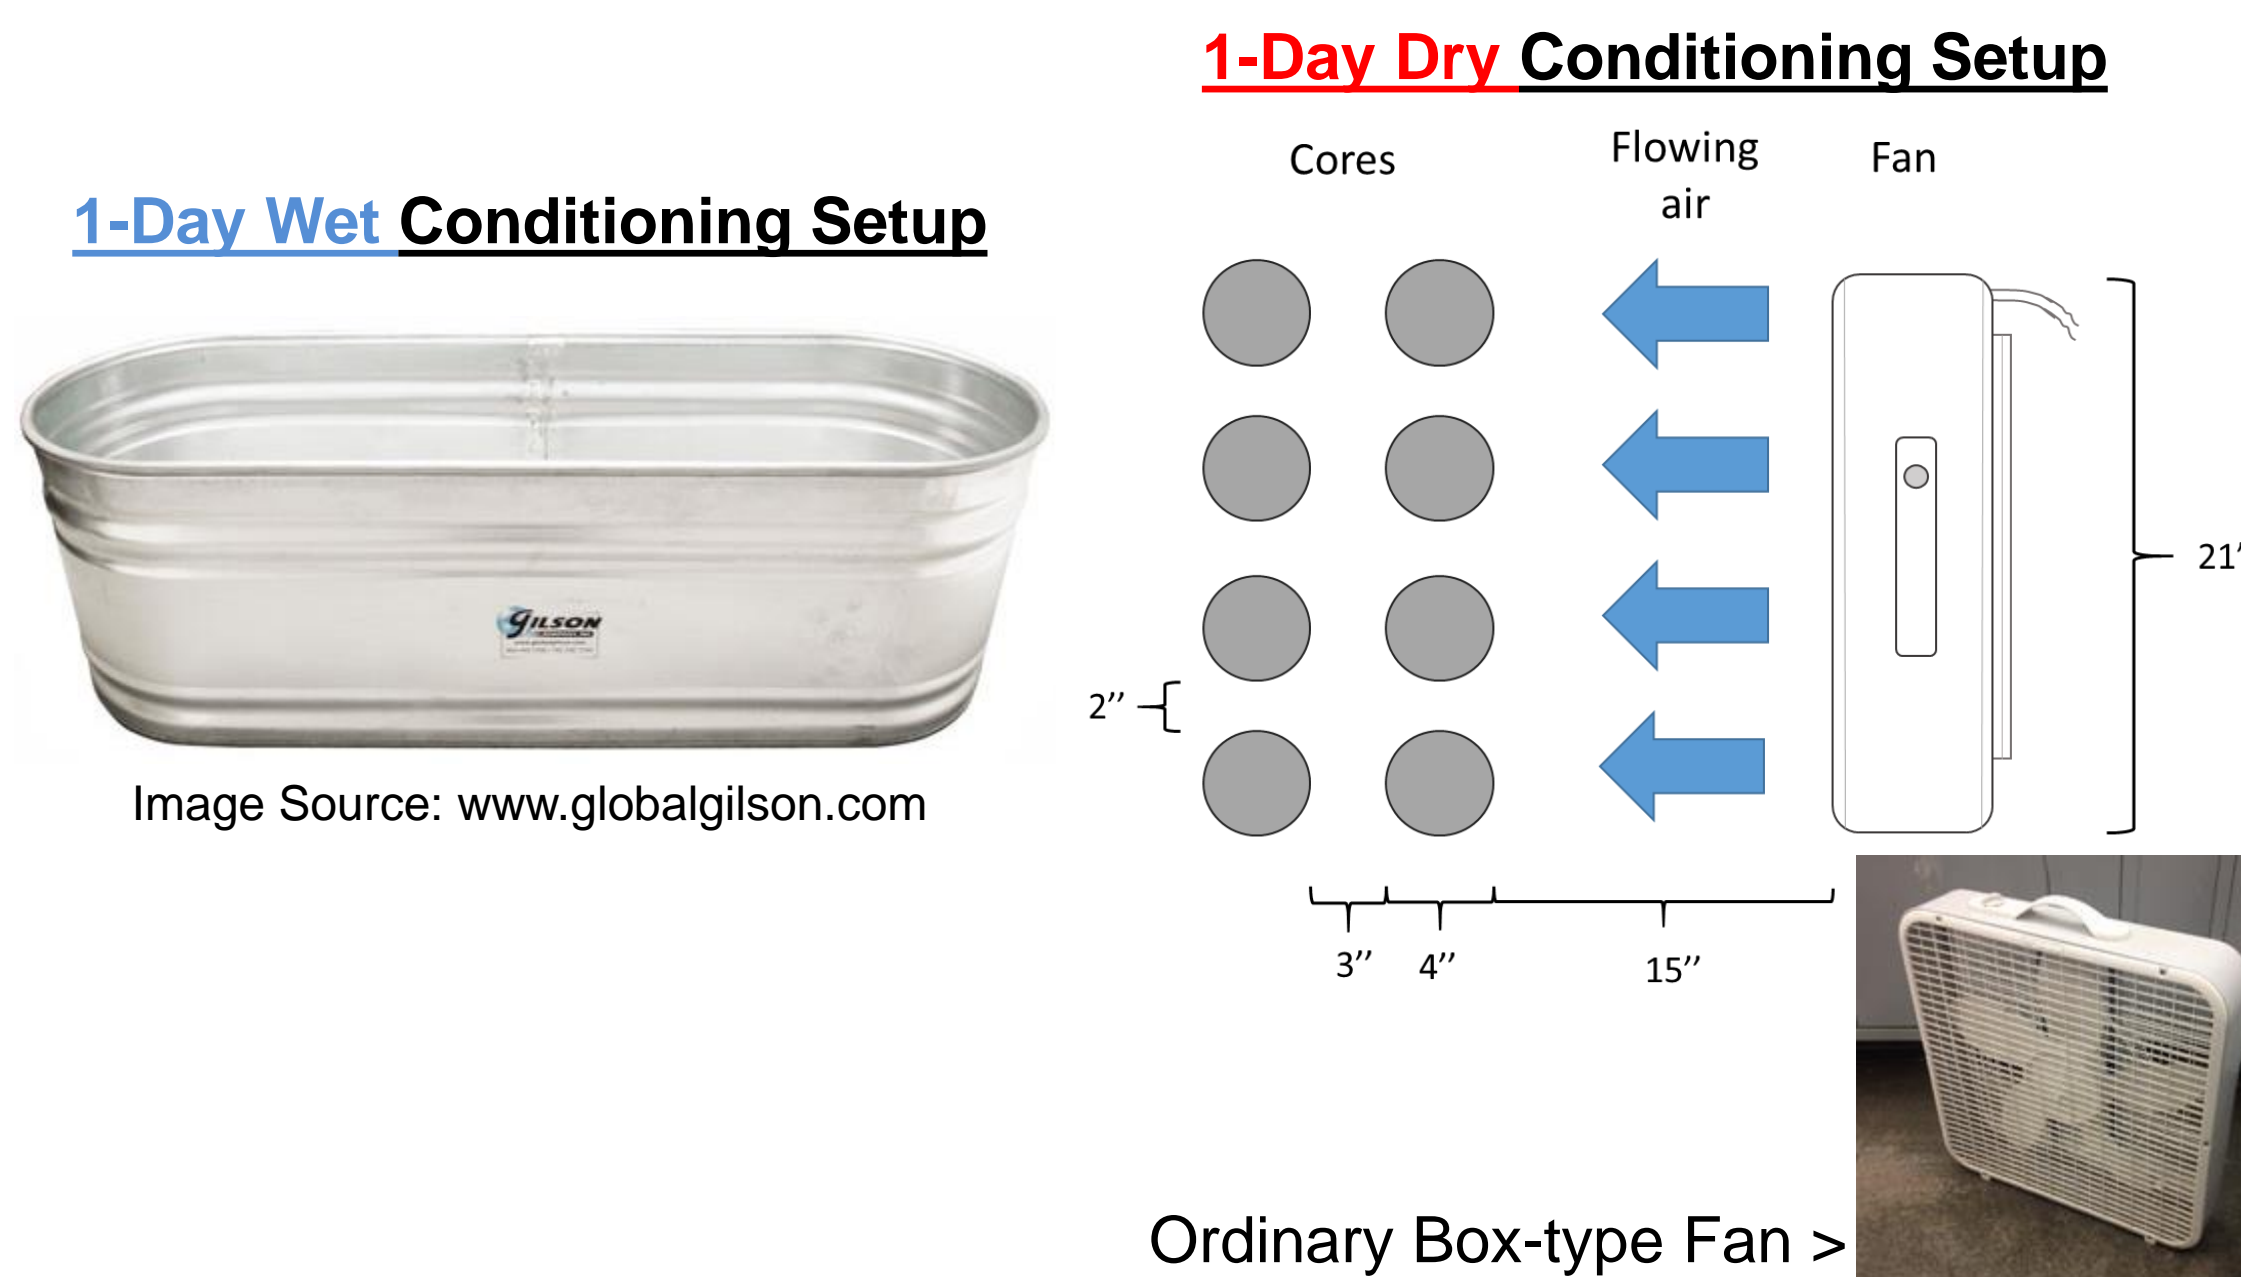 1-Day Wet Conditioning Setup
GILSON
Image Source: www.globalgilson.com
1-Day Dry Conditioning Setup
Cores
Flowing
air
Fan
21'
2’’
3’’
4’’
15’’
Ordinary Box-type Fan >